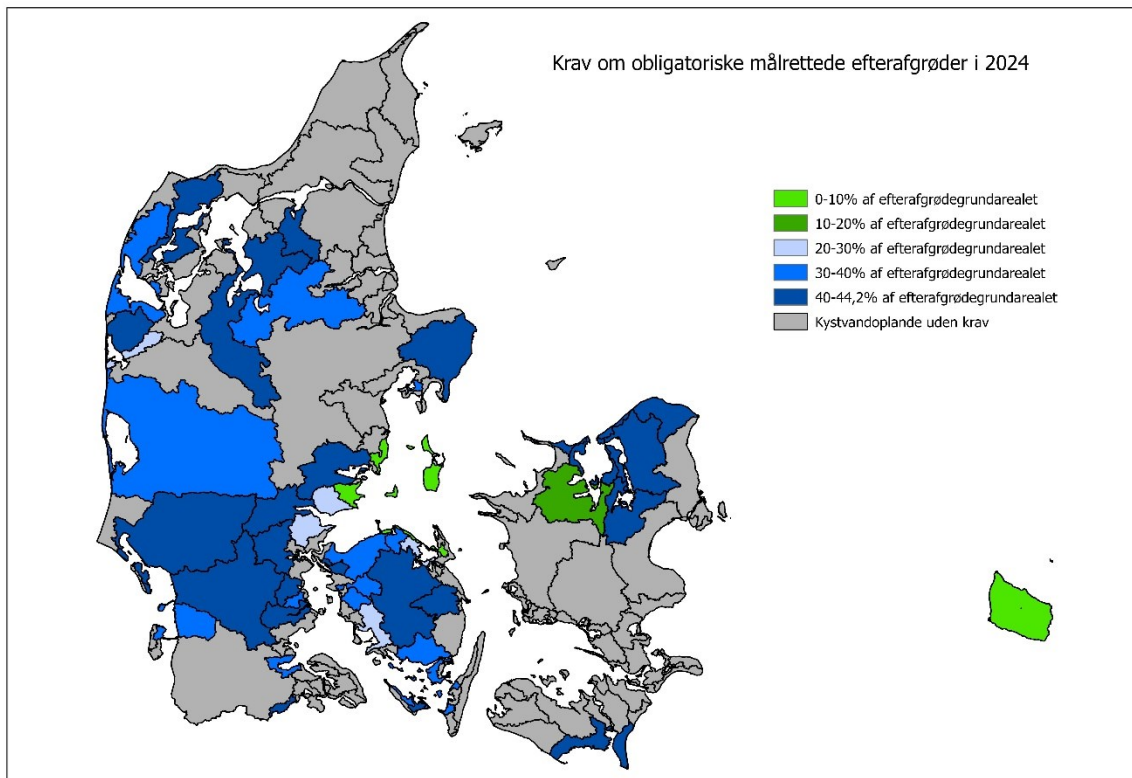 Krav om obligatoriske målrettede efterafgrøder i 2024
0-10% af efterafgrødegrundarealet
10-20% af efterafgrødegrundarealet
20-30% af efterafgrødegrundarealet
30-40% af efterafgrødegrundarealet
40-44,2% af efterafgrødegrundarealet
Kystvandoplande uden krav